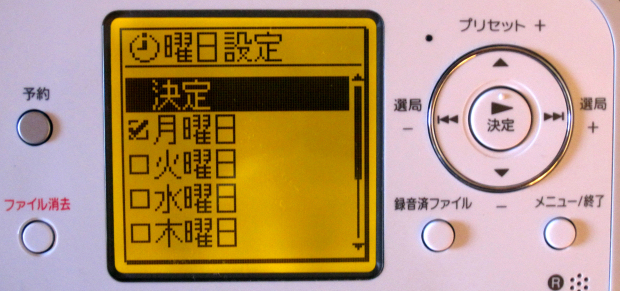 曜日設定
決定
月曜日
火曜日
水曜日
木曜日
予約
ファイル消去
プリセット +
選局
−
決定
選局
+
−
録音済ファイル
メニュー/終了
R